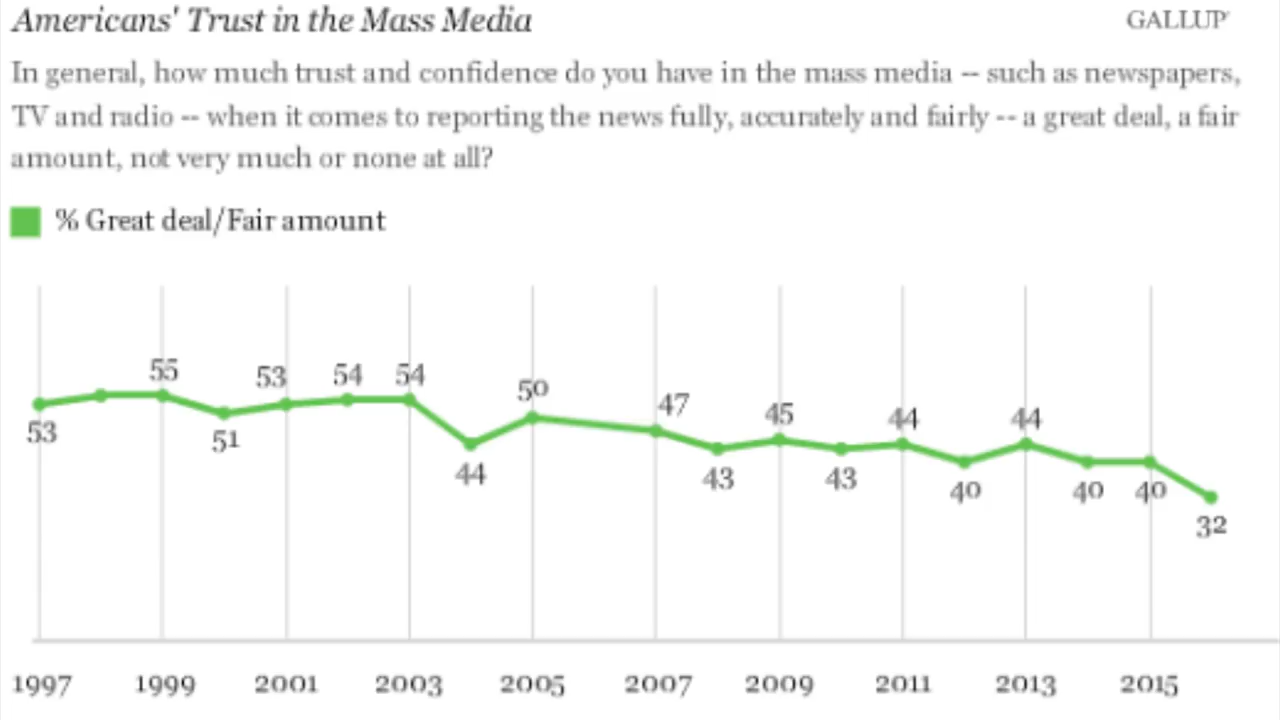 Americans' Trust in the Mass Media
GALLUP'
In general, how much trust and confidence do you have in the mass media -- such as newspapers,
TV and radio -- when it comes to reporting the news fully, accurately and fairly -- a great deal, a fair
amount, not very much or none at all?
% Great deal/Fair amount
53 55 51 53 54 54 44 50 47 43 45 43 44 40 44 40 40 32
1997 1999 2001 2003 2005 2007 2009 2011 2013 2015